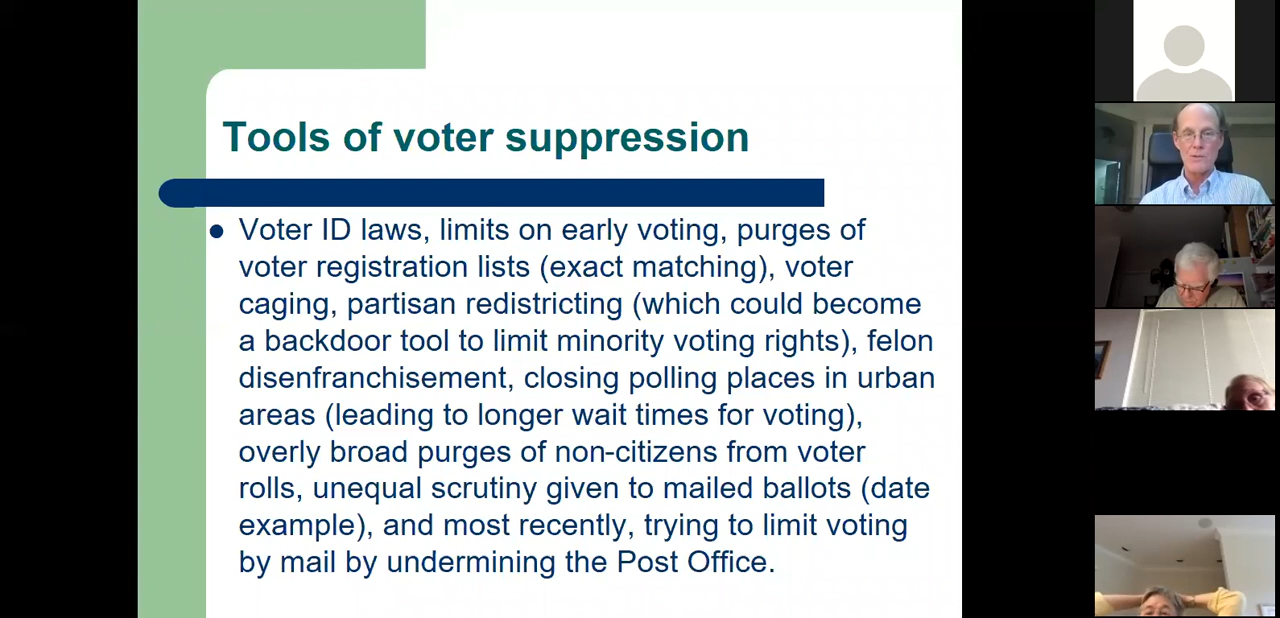 Tools of voter suppression
Voter ID laws, limits on early voting, purges of
voter registration lists (exact matching), voter
caging, partisan redistricting (which could become
a backdoor tool to limit minority voting rights), felon
disenfranchisement, closing polling places in urban
areas (leading to longer wait times for voting),
overly broad purges of non-citizens from voter
rolls, unequal scrutiny given to mailed ballots (date
example), and most recently, trying to limit voting
by mail by undermining the Post Office.